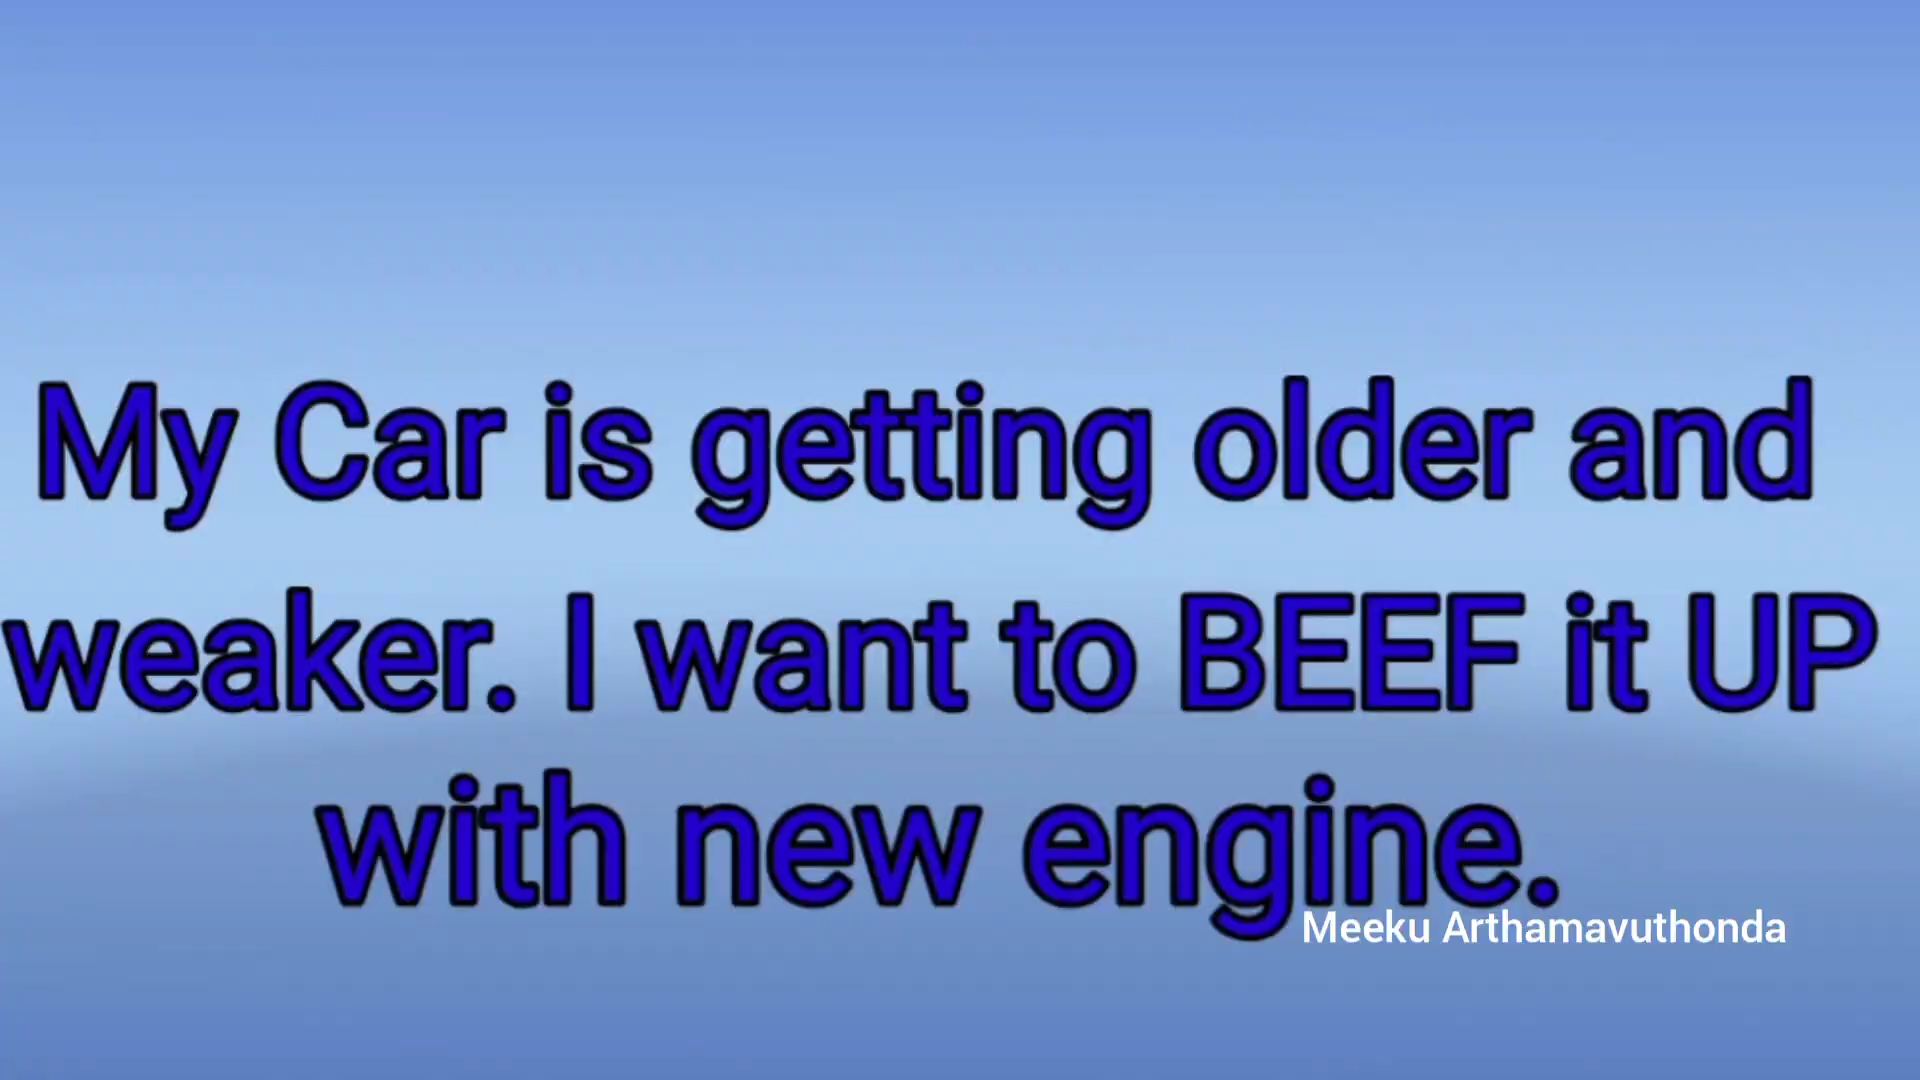 My Car is getting older and
weaker. I want to BEEF it UP
with new engine.
Meeku Arthamavuthonda